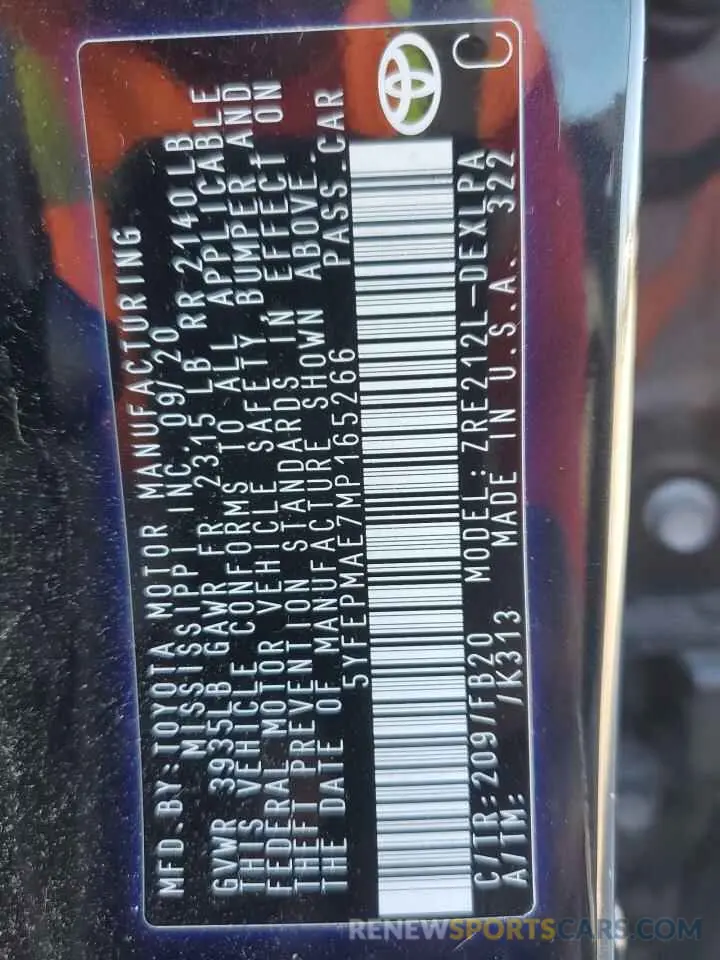 MFD.BY:TOYOTA MOTOR MANUFACTURING
MISSISSIPPI INC.09/20
GVWR 3935LB GAWR FR 2315 LB RR 2140 LB
THIS VEHICLE CONFORMS TO ALL APPLICABLE
FEDERAL MOTOR VEHICLE SAFETY, BUMPER AND
THEFT PREVENTION STANDARDS IN EFFECT ON
THE DATE OF MANUFACTURE SHOWN ABOVE.
5YFEPMAE7MP165266 PASS.CAR
C/TR:209/FB20 MODEL:ZRE212L-DEXLPA
A/TM: /K313 MADE IN U.S.A. 322
C
RENEWSPORTSCARS.COM